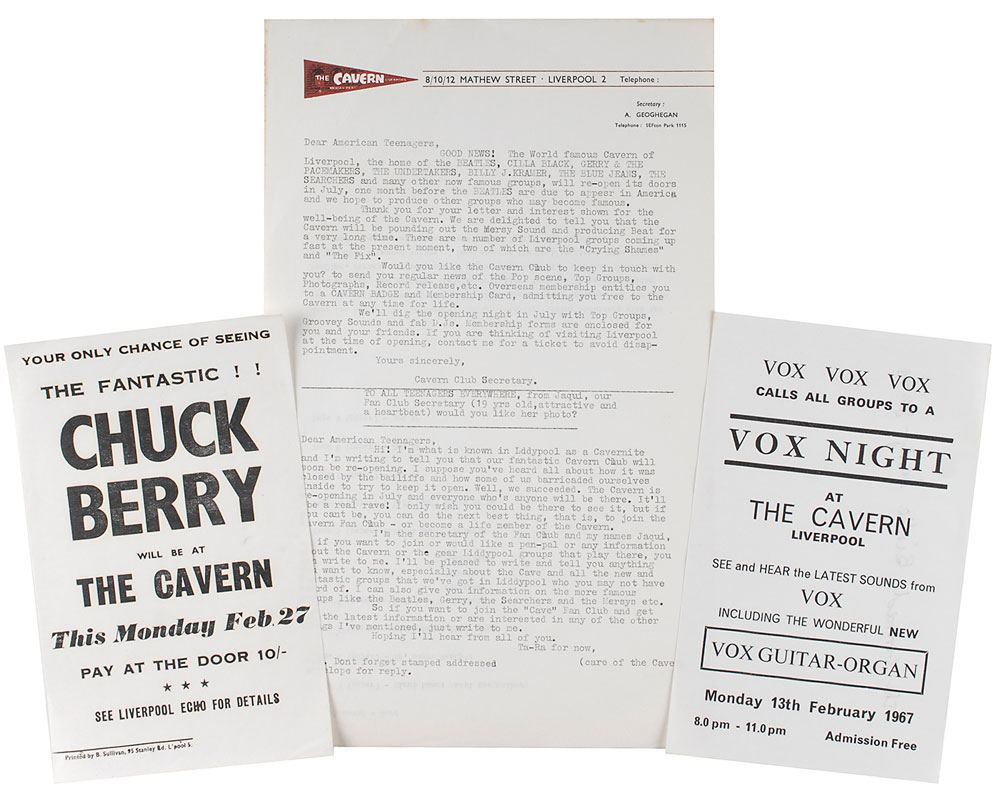 THE CAVERN
8/10/12 MATHEW STREET · LIVERPOOL 2 Telephone :
Secretary :
A. GEOGHEGAN
Telephone : SEFton Park 1115
Dear American Teenagers,
GOOD NEWS! The World famous Cavern of
Liverpool, the home of the BEATLES, CILLA BLACK, GERRY & THE
PACEMAKERS, THE UNDERTAKERS, BILLY J.KRAMER, THE BLUE JEANS, THE
SEARCHERS and many other now famous groups, will re-open its doors
in July, one month before the BEATLES are due to appear in America
and we hope to produce other groups who may become famous.
Thank you for your letter and interest shown for the
well-being of the Cavern. We are delighted to tell you that the
Cavern will be pounding out the Mersy Sound and producing Beat for
a very long time. There are a number of Liverpool groups coming up
fast at the present moment, two of which are the "Crying Shames"
and "The Fix".
Would you like the Cavern Club to keep in touch with
you? to send you regular news of the Pop scene, Top Groups,
Photographs, Record release,etc. Overseas membership entitles you
to a CAVERN BADGE and Membership Card, admitting you free to the
Cavern at any time for life.
We'll dig the opening night in July with Top Groups,
Groovey Sounds and fab D.Js. Membership forms are enclosed for
you and your friends. If you are thinking of visiting Liverpool
at the time of opening, contact me for a ticket to avoid disap-
pointment.
Yours sincerely,
Cavern Club Secretary.
TO ALL TEENAGERS EVERYWHERE, from Jaqui, our
Fan Club Secretary (19 yrs old,attractive and
a heartbeat) would you like her photo?
Dear American Teenagers,
Hi! I'm what is known in Lddypool as a Cavernite
and I'm writing to tell you that our fantastic Cavern Club will
soon be re-opening. I suppose you've heard all about how it was
closed by the bailiffs and how some of us barricaded ourselves
inside to try to keep it open. Well, we succeeded. The Cavern is
re-opening in July and everyone who's anyone will be there. It'll
be a real rave! I only wish you could be there to see it, but if
you cant be, you can do the next best thing, that is, to join the
avern Fan Club - or become a life member of the Cavern.
I'm the secretary of the Fan Club and my names Jaqui,
if you want to join or would like a pen-pal or any information
out the Cavern or the gear Liddypool groups that play there, you
write to me. I'll be pleased to write and tell you anything
want to know, especially about the Cave and all the new and
tastic groups that we've got in Liddypool who you may not have
rd of. I can also give you information on the more famous
ups like the Beatles, Gerry, the Searchers and the Mersys etc.
So if you want to join the "Cave" Fan Club and get
the latest information or are interested in any of the other
gs I've mentioned, just write to me.
Hoping I'll hear from all of you.
Ta-Ra for now,
. Dont forget stamped addressed (care of the Cave
elope for reply.
YOUR ONLY CHANCE OF SEEING
THE FANTASTIC ! !
CHUCK
BERRY
WILL BE AT
THE CAVERN
This Monday Feb. 27
PAY AT THE DOOR 10/-
★ ★ ★
SEE LIVERPOOL ECHO FOR DETAILS
Printed by B. Sullivan, 95 Stanley Rd. L'pool 5.
VOX VOX VOX
CALLS ALL GROUPS TO A
VOX NIGHT
AT
THE CAVERN
LIVERPOOL
SEE and HEAR the LATEST SOUNDS from
VOX
INCLUDING THE WONDERFUL NEW
VOX GUITAR-ORGAN
Monday 13th February 1967
8.0 pm - 11.0 pm Admission Free